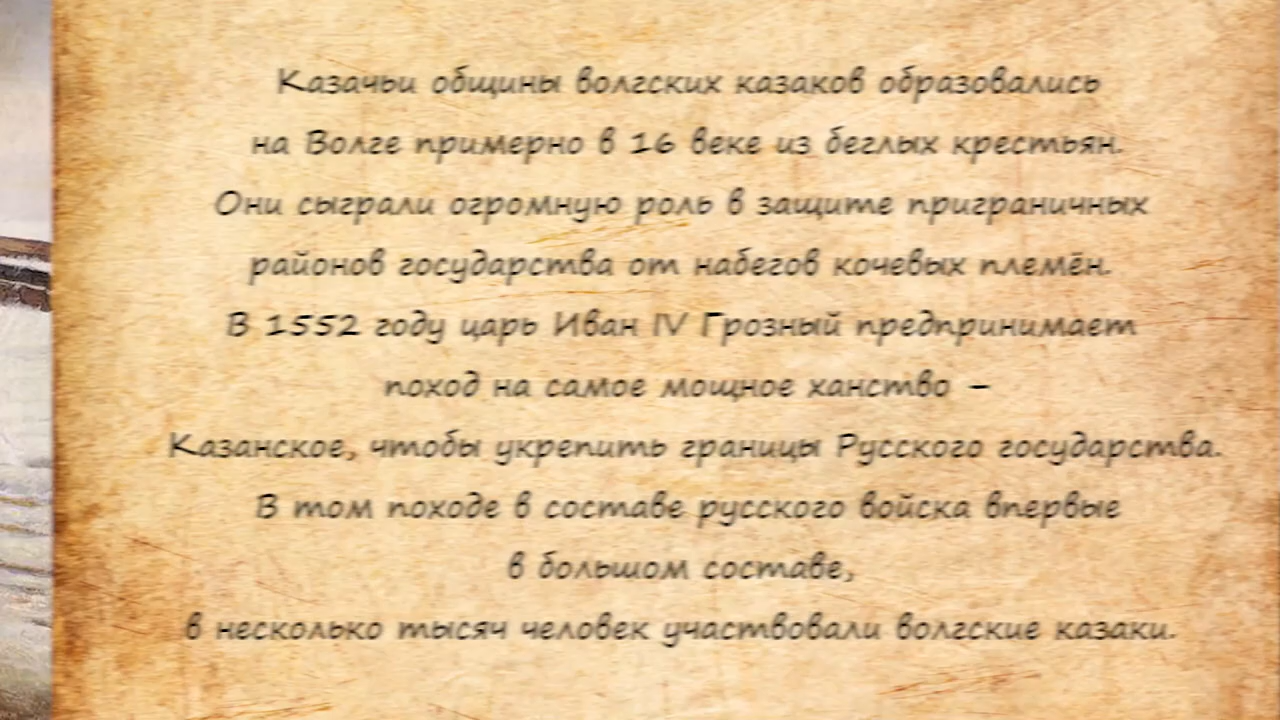 Казачьи общины волгских казаков образовались
на Волге примерно в 16 веке из беглых крестьян.
Они сыграли огромную роль в защите приграничных
районов государства от набегов кочевых племён.
В 1552 году царь Иван IV Грозный предпринимает
поход на самое мощное ханство –
Казанское, чтобы укрепить границы Русского государства.
В том походе в составе русского войска впервые
в большом составе,
в несколько тысяч человек участвовали волгские казаки.